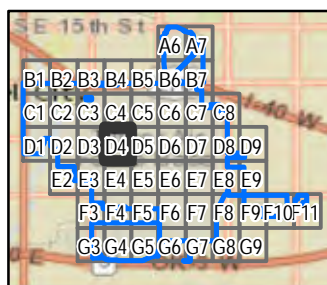 SE 15th St
A6 A7
B1 B2 B3 B4 B5 B6 B7
I-40 W
C1 C2 C3 C4 C5 C6 C7 C8
D1 D2 D3 D4 D5 D6 D7 D8 D9
E2 E3 E4 E5 E6 E7 E8 E9
F3 F4 F5 F6 F7 F8 F9 F10 F11
G3 G4 G5 G6 G7 G8 G9